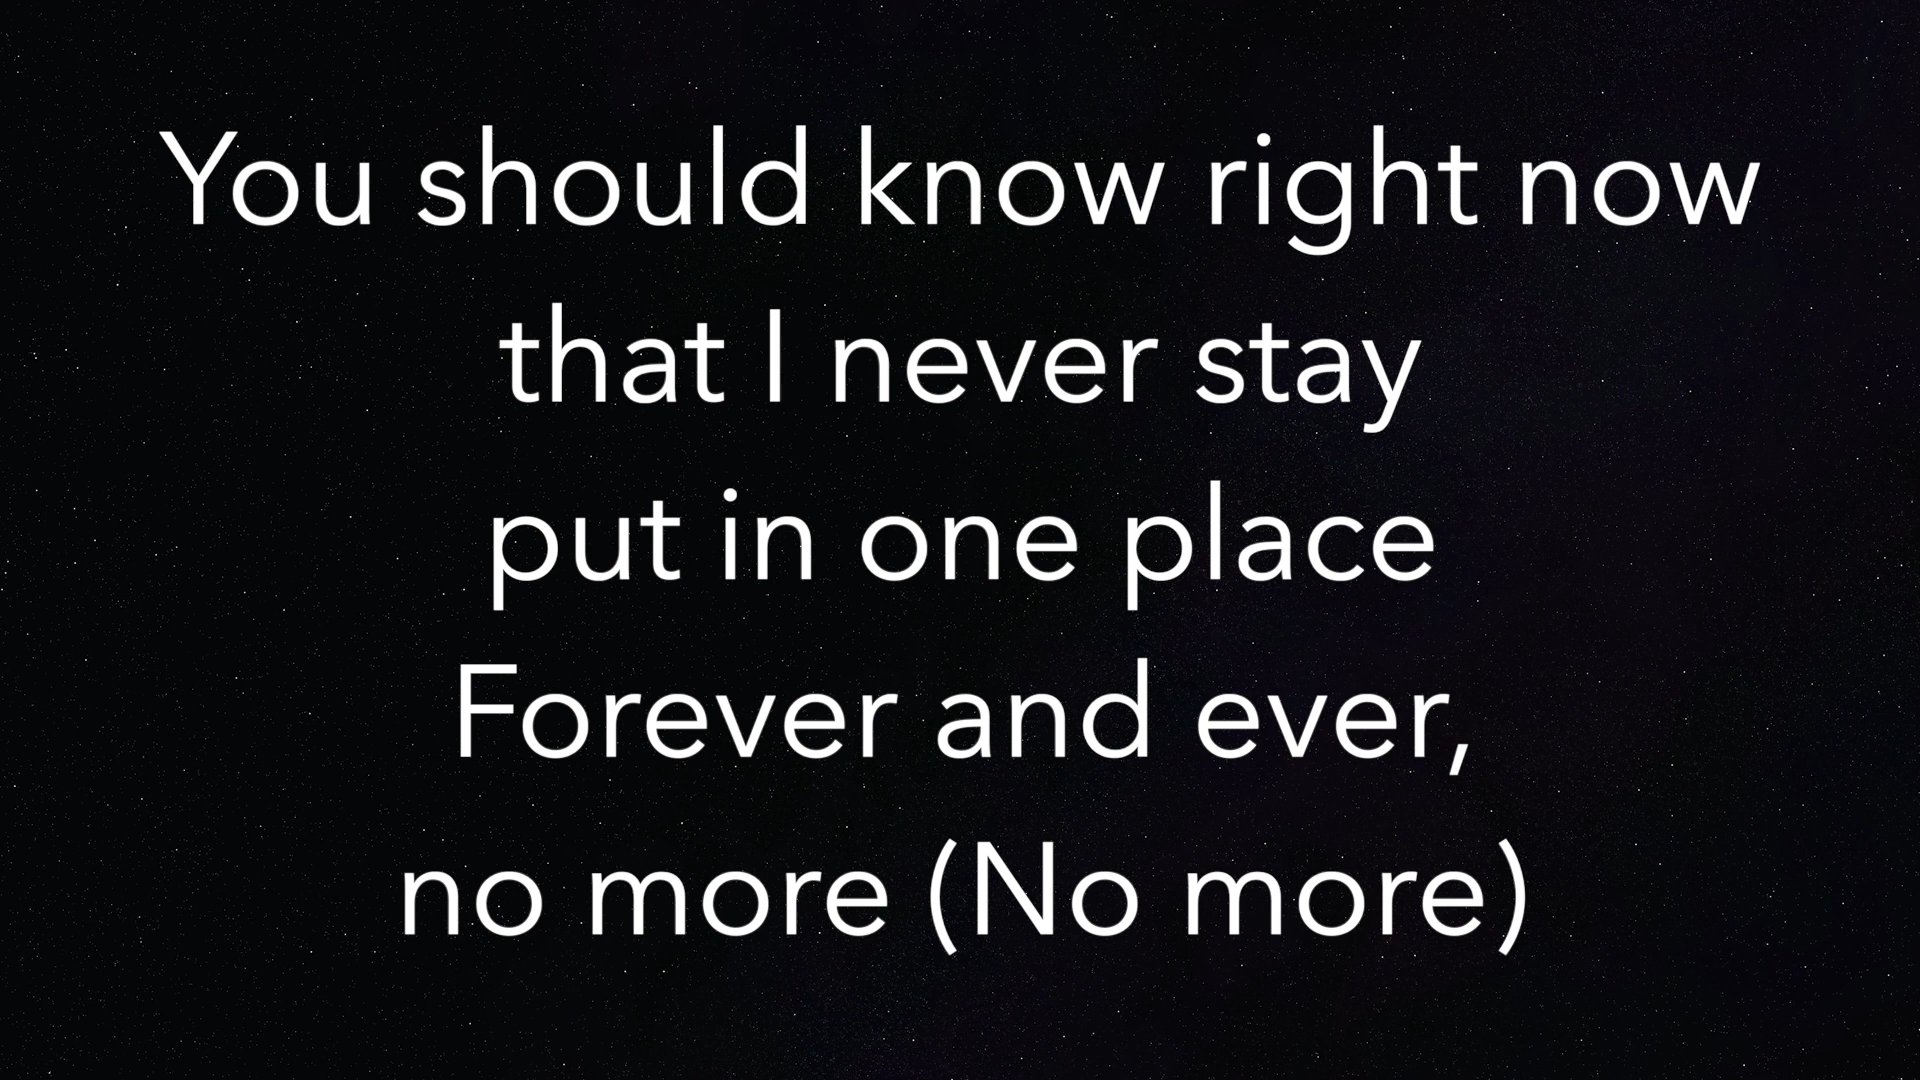 You should know right now
that I never stay
put in one place
Forever and ever,
no more (No more)